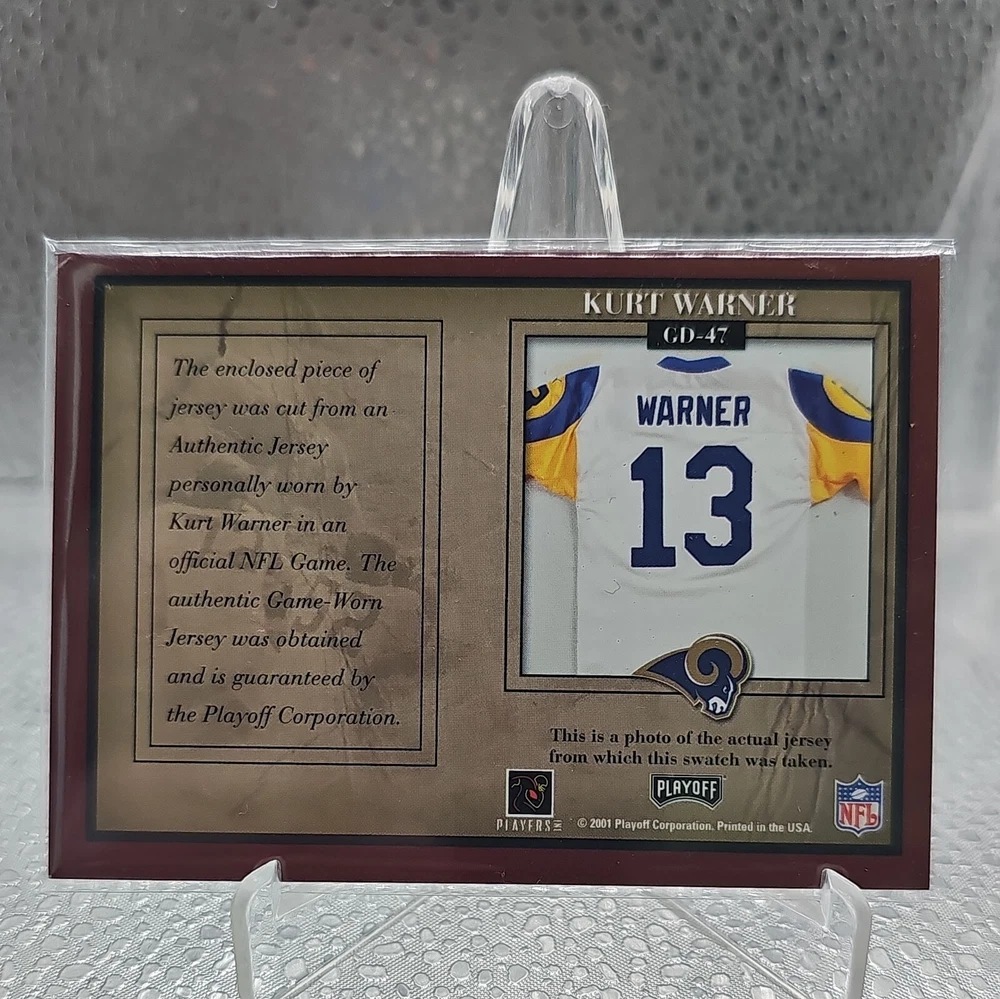 The enclosed piece of
jersey was cut from an
Authentic Jersey
personally worn by
Kurt Warner in an
official NFL Game. The
authentic Game-Worn
Jersey was obtained
and is guaranteed by
the Playoff Corporation.
KURT WARNER
GD-47
WARNER
13
This is a photo of the actual jersey
from which this swatch was taken.
PLAYERS INC
PLAYOFF
© 2001 Playoff Corporation. Printed in the USA.
NFL